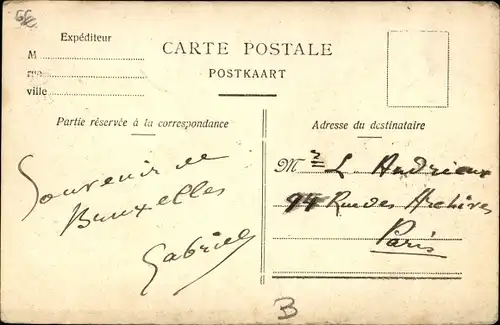 Expéditeur
M
rue
ville
CARTE POSTALE
POSTKAART
Partie réservée à la correspondance
Adresse du destinataire
Souvenir de
Bruxelles
Gabriel
Mr L. Andrieux
94 Rue des Archives
Paris
B